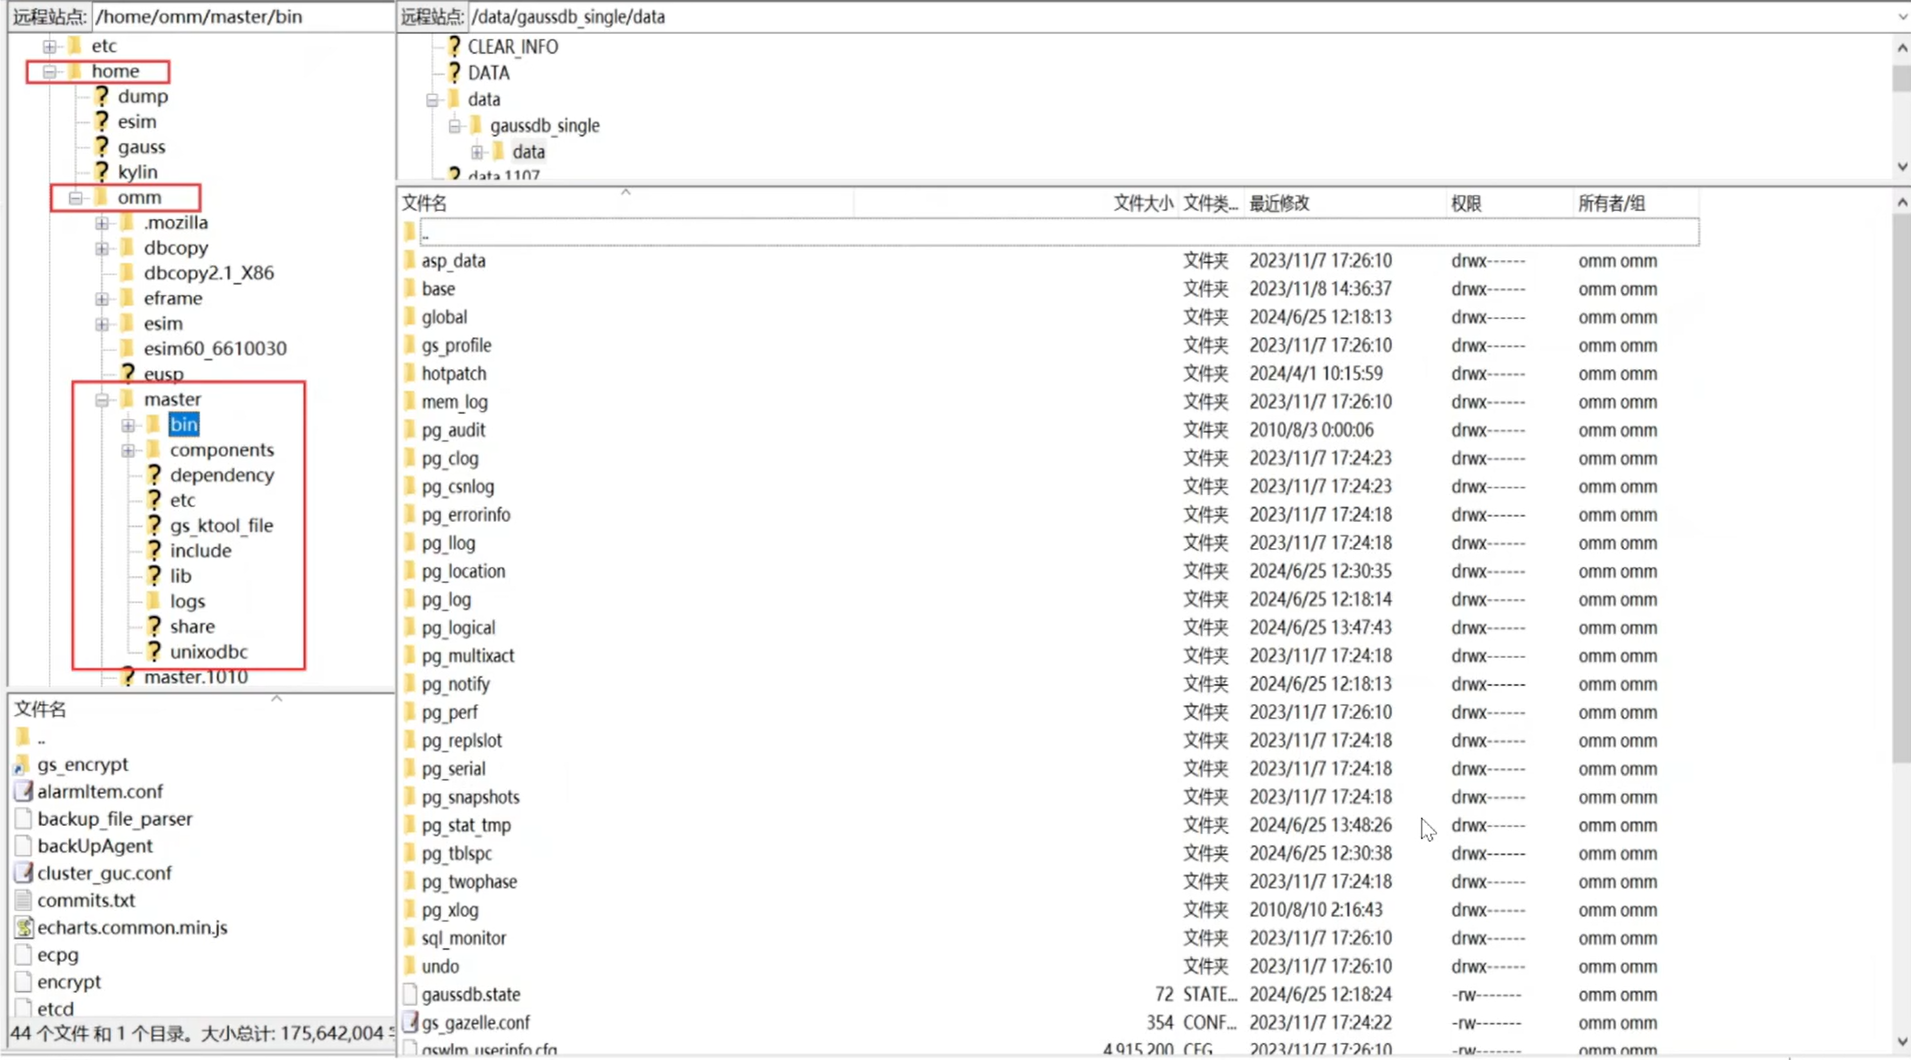 远程站点: /home/omm/master/bin
etc
home
dump
esim
gauss
kylin
omm
.mozilla
dbcopy
dbcopy2.1_X86
eframe
esim
esim60_6610030
eusp
master
bin
components
dependency
etc
gs_ktool_file
include
lib
logs
share
unixodbc
master.1010
文件名
..
gs_encrypt
alarmItem.conf
backup_file_parser
backUpAgent
cluster_guc.conf
commits.txt
echarts.common.min.js
ecpg
encrypt
etcd
44 个文件 和 1 个目录。大小总计: 175,642,004
远程站点: /data/gaussdb_single/data
CLEAR_INFO
DATA
data
gaussdb_single
data
data.1107
文件名 文件大小 文件类... 最近修改 权限 所有者/组
..
asp_data 文件夹 2023/11/7 17:26:10 drwx------ omm omm
base 文件夹 2023/11/8 14:36:37 drwx------ omm omm
global 文件夹 2024/6/25 12:18:13 drwx------ omm omm
gs_profile 文件夹 2023/11/7 17:26:10 drwx------ omm omm
hotpatch 文件夹 2024/4/1 10:15:59 drwx------ omm omm
mem_log 文件夹 2023/11/7 17:26:10 drwx------ omm omm
pg_audit 文件夹 2010/8/3 0:00:06 drwx------ omm omm
pg_clog 文件夹 2023/11/7 17:24:23 drwx------ omm omm
pg_csnlog 文件夹 2023/11/7 17:24:23 drwx------ omm omm
pg_errorinfo 文件夹 2023/11/7 17:24:18 drwx------ omm omm
pg_llog 文件夹 2023/11/7 17:24:18 drwx------ omm omm
pg_location 文件夹 2024/6/25 12:30:35 drwx------ omm omm
pg_log 文件夹 2024/6/25 12:18:14 drwx------ omm omm
pg_logical 文件夹 2024/6/25 13:47:43 drwx------ omm omm
pg_multixact 文件夹 2023/11/7 17:24:18 drwx------ omm omm
pg_notify 文件夹 2024/6/25 12:18:13 drwx------ omm omm
pg_perf 文件夹 2023/11/7 17:26:10 drwx------ omm omm
pg_replslot 文件夹 2023/11/7 17:24:18 drwx------ omm omm
pg_serial 文件夹 2023/11/7 17:24:18 drwx------ omm omm
pg_snapshots 文件夹 2023/11/7 17:24:18 drwx------ omm omm
pg_stat_tmp 文件夹 2024/6/25 13:48:26 drwx------ omm omm
pg_tblspc 文件夹 2024/6/25 12:30:38 drwx------ omm omm
pg_twophase 文件夹 2023/11/7 17:24:18 drwx------ omm omm
pg_xlog 文件夹 2010/8/10 2:16:43 drwx------ omm omm
sql_monitor 文件夹 2023/11/7 17:26:10 drwx------ omm omm
undo 文件夹 2023/11/7 17:26:10 drwx------ omm omm
gaussdb.state 72 STATE... 2024/6/25 12:18:24 -rw------- omm omm
gs_gazelle.conf 354 CONF... 2023/11/7 17:24:22 -rw------- omm omm
gswlm_userinfo.cfg 4,915,200 CFG 2023/11/7 17:26:10 -rw------- omm omm